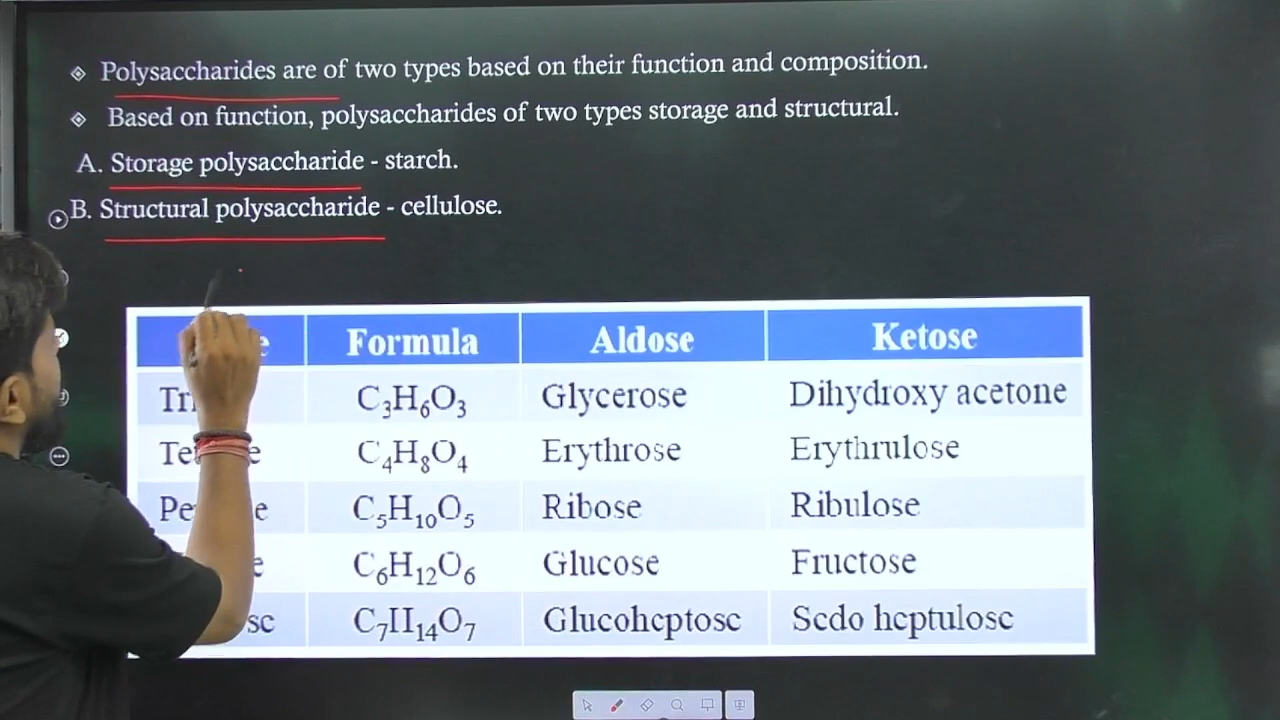 Polysaccharides are of two types based on their function and composition.
Based on function, polysaccharides of two types storage and structural.
A. Storage polysaccharide - starch.
B. Structural polysaccharide - cellulose.
Formula Aldose Ketose
C₃H₆O₃ Glycerose Dihydroxy acetone
C₄H₈O₄ Erythrose Erythrulose
C₅H₁₀O₅ Ribose Ribulose
C₆H₁₂O₆ Glucose Fructose
C₇H₁₄O₇ Glucoheptose Sedo heptulose